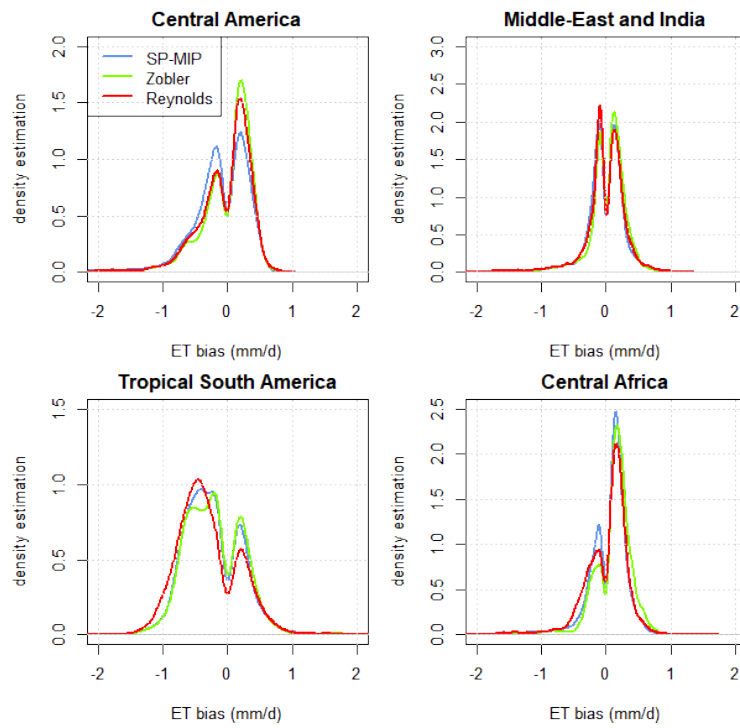 Central America
SP-MIP
Zobler
Reynolds
density estimation
0.0 0.5 1.0 1.5 2.0
-2 -1 0 1 2
ET bias (mm/d)
Middle-East and India
density estimation
0.0 0.5 1.0 1.5 2.0 2.5 3.0
-2 -1 0 1 2
ET bias (mm/d)
Tropical South America
density estimation
0.0 0.5 1.0 1.5
-2 -1 0 1 2
ET bias (mm/d)
Central Africa
density estimation
0.0 0.5 1.0 1.5 2.0 2.5
-2 -1 0 1 2
ET bias (mm/d)